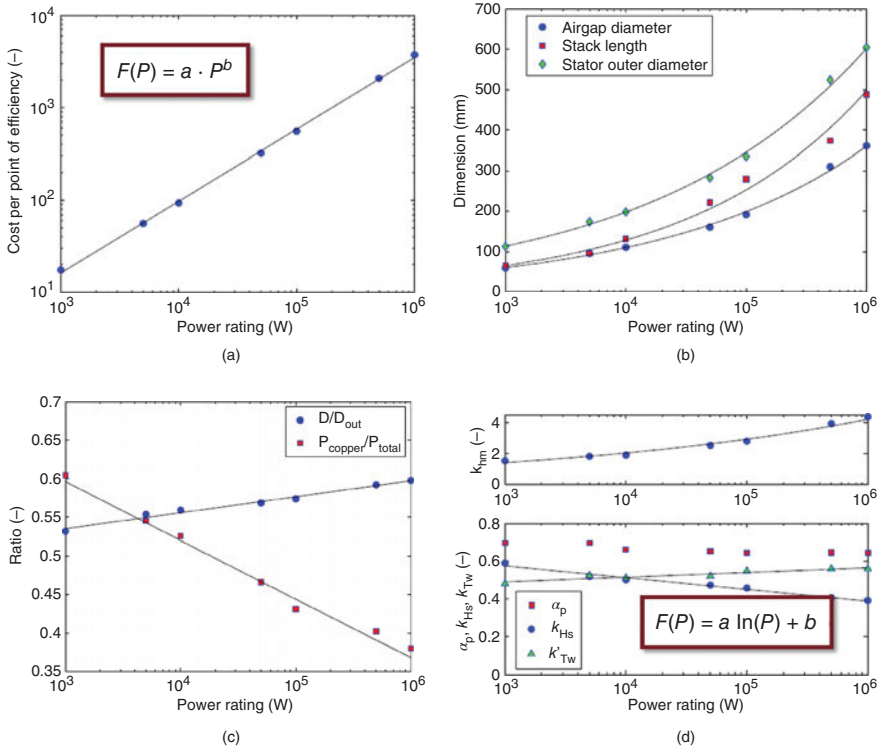 10^4
10^3
10^2
10^1
10^3 10^4 10^5 10^6
Cost per point of efficiency (–)
F(P) = a · P^b
Power rating (W)
(a)
700
600
500
400
300
200
100
0
10^3 10^4 10^5 10^6
Dimension (mm)
Airgap diameter
Stack length
Stator outer diameter
Power rating (W)
(b)
0.7
0.65
0.6
0.55
0.5
0.45
0.4
0.35
10^3 10^4 10^5 10^6
Ratio (–)
D/D_out
P_copper/P_total
Power rating (W)
(c)
4
2
0
10^3 10^4 10^5 10^6
k_hm (–)
0.8
0.6
0.4
0.2
0
10^3 10^4 10^5 10^6
α_p, k_Hs, k_Tw (–)
α_p
k_Hs
k'_Tw
F(P) = a ln(P) + b
Power rating (W)
(d)